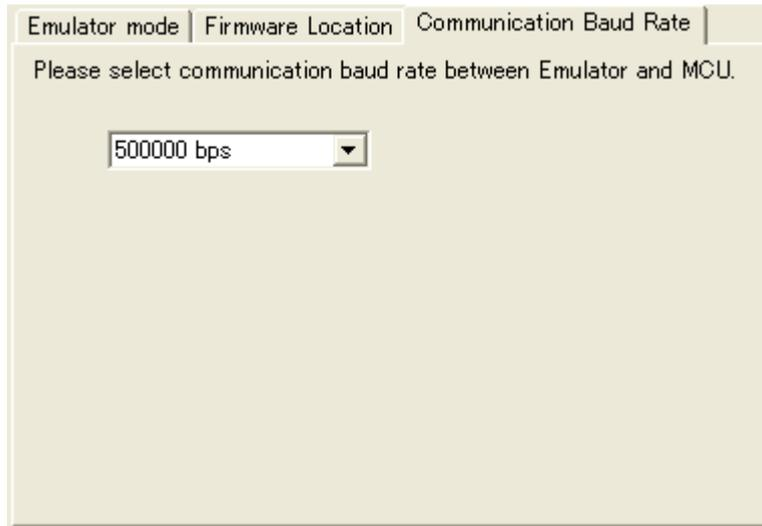 Emulator mode Firmware Location Communication Baud Rate
Please select communication baud rate between Emulator and MCU.
500000 bps